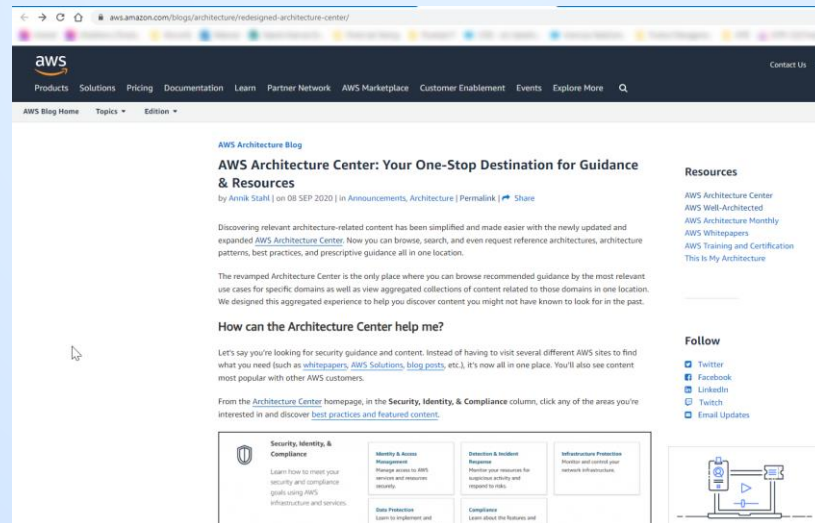 aws.amazon.com/blogs/architecture/redesigned-architecture-center/
aws
Contact Us
Products Solutions Pricing Documentation Learn Partner Network AWS Marketplace Customer Enablement Events Explore More
AWS Blog Home Topics Edition
AWS Architecture Blog
AWS Architecture Center: Your One-Stop Destination for Guidance
& Resources
by Annik Stahl | on 08 SEP 2020 | in Announcements, Architecture | Permalink | Share
Discovering relevant architecture-related content has been simplified and made easier with the newly updated and
expanded AWS Architecture Center. Now you can browse, search, and even request reference architectures, architecture
patterns, best practices, and prescriptive guidance all in one location.
The revamped Architecture Center is the only place where you can browse recommended guidance by the most relevant
use cases for specific domains as well as view aggregated collections of content related to those domains in one location.
We designed this aggregated experience to help you discover content you might not have known to look for in the past.
How can the Architecture Center help me?
Let's say you're looking for security guidance and content. Instead of having to visit several different AWS sites to find
what you need (such as whitepapers, AWS Solutions, blog posts, etc.), it's now all in one place. You'll also see content
most popular with other AWS customers.
From the Architecture Center homepage, in the Security, Identity, & Compliance column, click any of the areas you're
interested in and discover best practices and featured content.
Security, Identity, &
Compliance
Learn how to meet your
security and compliance
goals using AWS
infrastructure and services.
Identity & Access
Management
Manage access to AWS
services and resources
securely.
Detection & Incident
Response
Monitor your resources for
suspicious activity and
respond to risks.
Infrastructure Protection
Monitor and control your
network infrastructure.
Data Protection
Learn to implement and
Compliance
Learn about the features and
Resources
AWS Architecture Center
AWS Well-Architected
AWS Architecture Monthly
AWS Whitepapers
AWS Training and Certification
This Is My Architecture
Follow
Twitter
Facebook
LinkedIn
Twitch
Email Updates